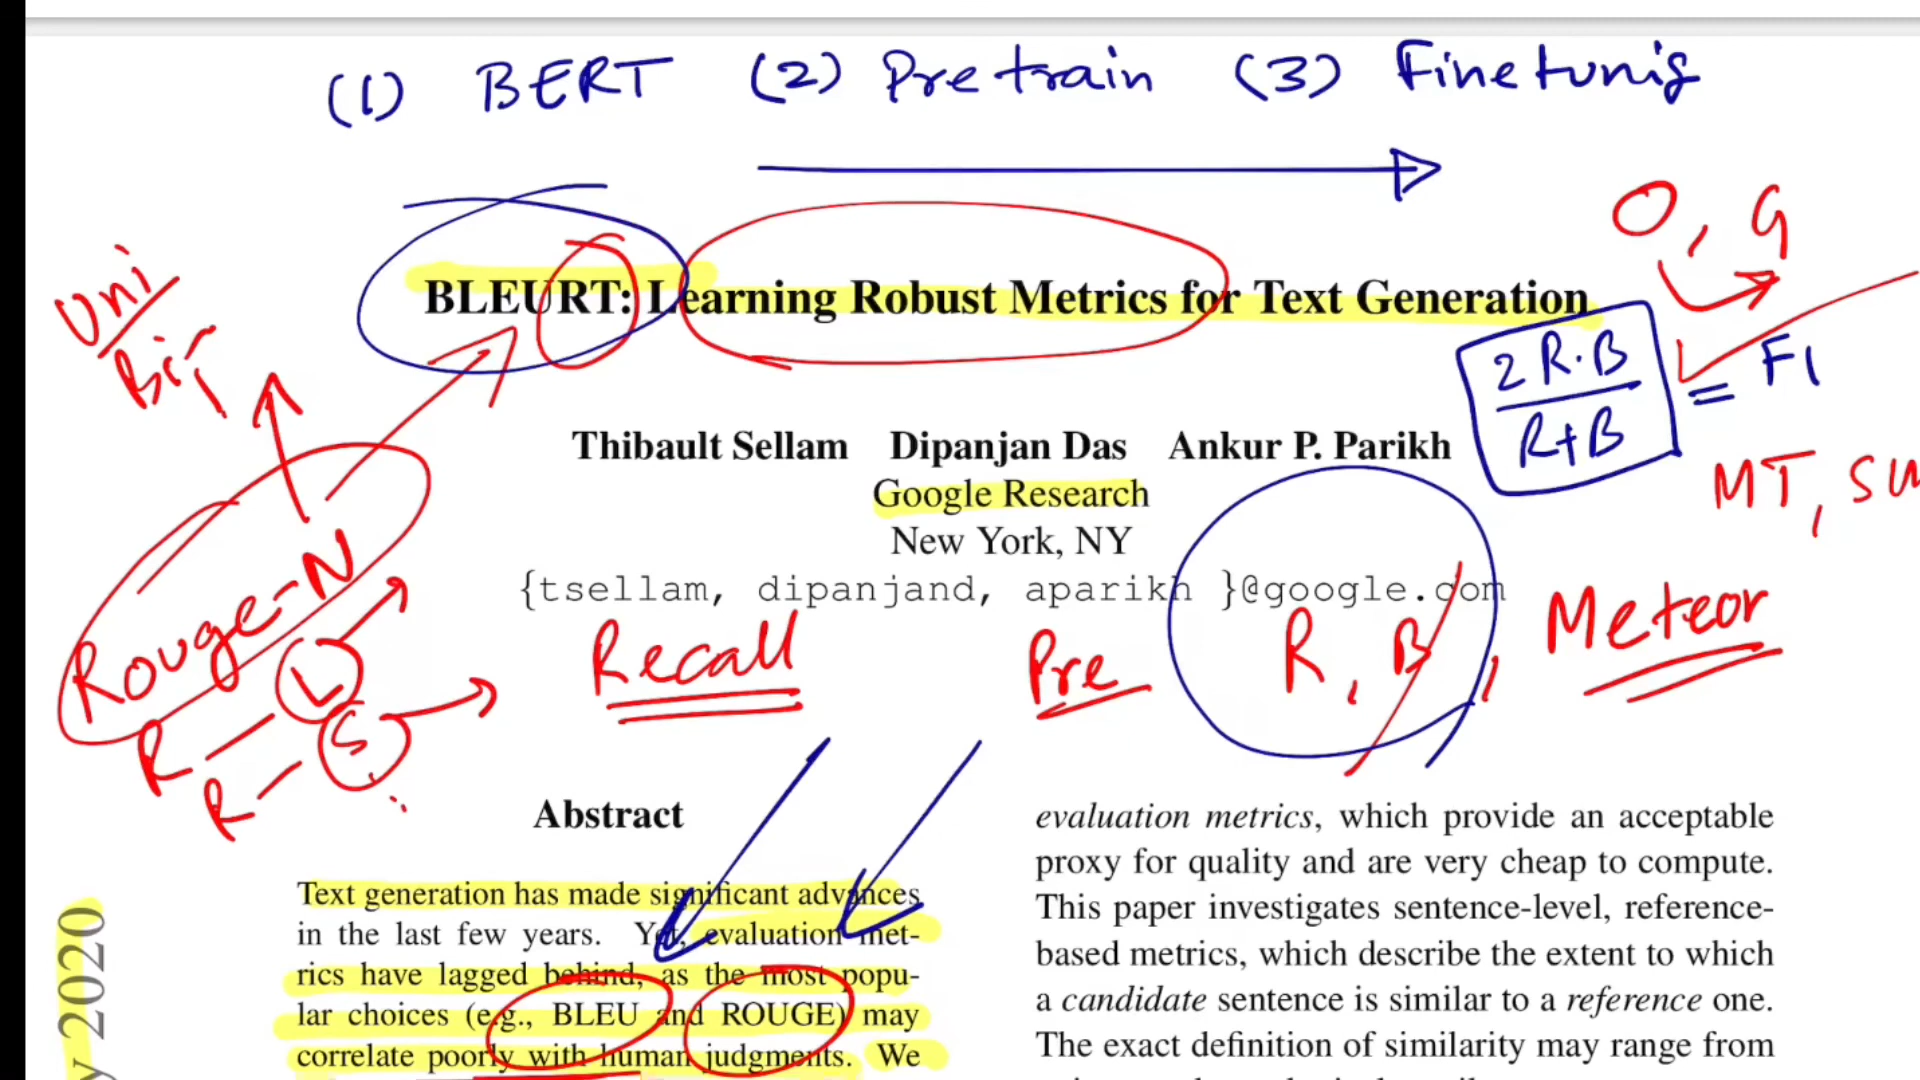 (1) BERT (2) Pretrain (3) Finetunig
O, G
Uni
BLEURT: Learning Robust Metrics for Text Generation
2 R.B
R+B
= F1
Thibault Sellam Dipanjan Das Ankur P. Parikh
Google Research
New York, NY
MT, SU
{tsellam, dipanjand, aparikh }@google.com
Rouge-N
R - L
R - S
Recall
Pre
R, B, Meteor
Abstract
Text generation has made significant advances
in the last few years. Yet, evaluation met-
rics have lagged behind, as the most popu-
lar choices (e.g., BLEU and ROUGE) may
correlate poorly with human judgments. We
evaluation metrics, which provide an acceptable
proxy for quality and are very cheap to compute.
This paper investigates sentence-level, reference-
based metrics, which describe the extent to which
a candidate sentence is similar to a reference one.
The exact definition of similarity may range from
y 2020